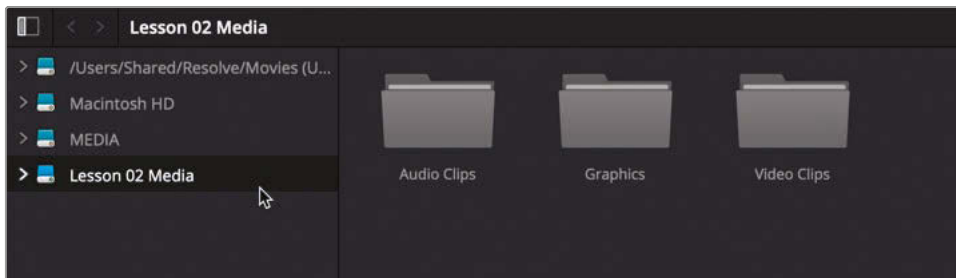 Lesson 02 Media
/Users/Shared/Resolve/Movies (U...
Macintosh HD
MEDIA
Lesson 02 Media
Audio Clips
Graphics
Video Clips